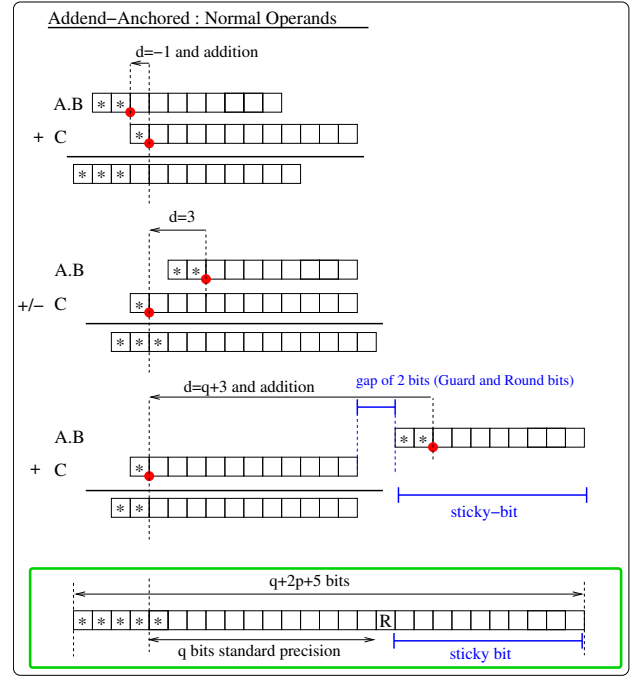 Addend−Anchored : Normal Operands
d=−1 and addition
A.B * *
+ C *
* * *
d=3
A.B * *
+/− C *
* * *
gap of 2 bits (Guard and Round bits)
d=q+3 and addition
A.B * *
+ C *
* *
sticky−bit
q+2p+5 bits
* * * * * R
q bits standard precision
sticky bit